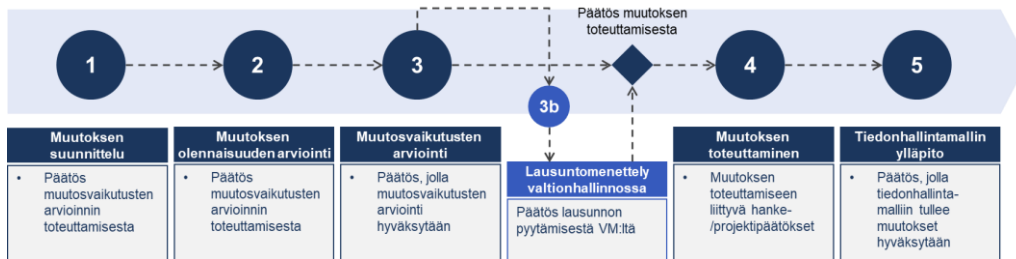 Päätös muutoksen
toteuttamisesta
1
2
3
4
5
3b
Muutoksen
suunnittelu
• Päätös
muutosvaikutusten
arvioinnin
toteuttamisesta
Muutoksen
olennaisuuden arviointi
• Päätös
muutosvaikutusten
arvioinnin
toteuttamisesta
Muutosvaikutusten
arviointi
• Päätös, jolla
muutosvaikutusten
arviointi
hyväksytään
Lausuntomenettely
valtionhallinnossa
Päätös lausunnon
pyytämisestä VM:ltä
Muutoksen
toteuttaminen
• Muutoksen
toteuttamiseen
liittyvä hanke-
/projektipäätökset
Tiedonhallintamallin
ylläpito
• Päätös, jolla
tiedonhallinta-
malliin tullee
muutokset
hyväksytään